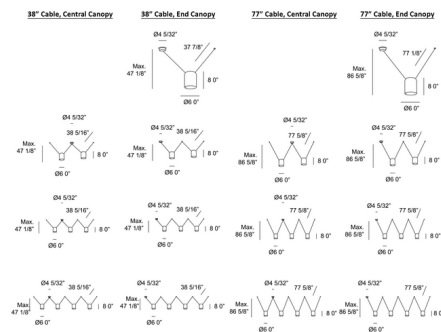 38" Cable, Central Canopy
38" Cable, End Canopy
77" Cable, Central Canopy
77" Cable, End Canopy
Ø4 5/32"
37 7/8"
Max.
47 1/8"
8 0"
Ø6 0"
Ø4 5/32"
77 1/8"
Max.
86 5/8"
8 0"
Ø6 0"
Ø4 5/32"
38 5/16"
Max.
47 1/8"
8 0"
Ø6 0"
Ø4 5/32"
38 5/16"
Max.
47 1/8"
8 0"
Ø6 0"
Ø4 5/32"
77 5/8"
Max.
86 5/8"
8 0"
Ø6 0"
Ø4 5/32"
77 5/8"
Max.
86 5/8"
8 0"
Ø6 0"
Ø4 5/32"
38 5/16"
Max.
47 1/8"
8 0"
Ø6 0"
Ø4 5/32"
38 5/16"
Max.
47 1/8"
8 0"
Ø6 0"
Ø4 5/32"
77 5/8"
Max.
86 5/8"
8 0"
Ø6 0"
Ø4 5/32"
77 5/8"
Max.
86 5/8"
8 0"
Ø6 0"
Ø4 5/32"
38 5/16"
Max.
47 1/8"
8 0"
Ø6 0"
Ø4 5/32"
38 5/16"
Max.
47 1/8"
8 0"
Ø6 0"
Ø4 5/32"
77 5/8"
Max.
86 5/8"
8 0"
Ø6 0"
Ø4 5/32"
77 5/8"
Max.
86 5/8"
8 0"
Ø6 0"